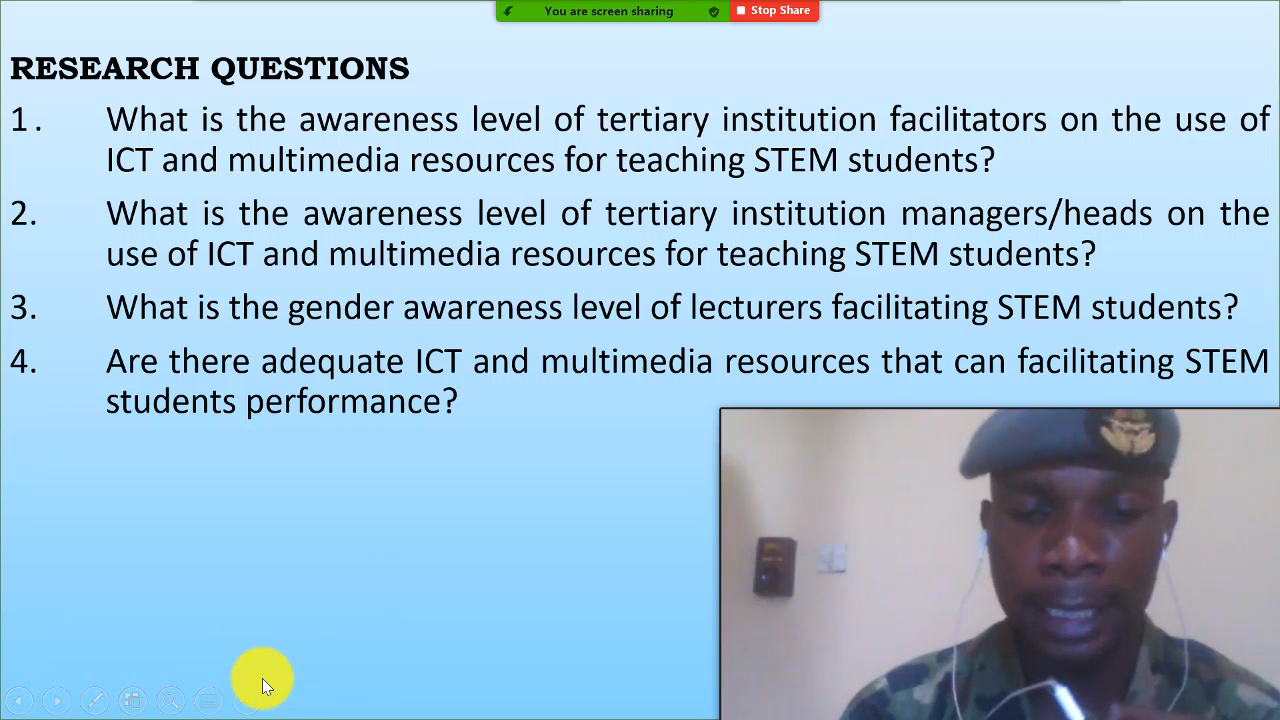 You are screen sharing
Stop Share
RESEARCH QUESTIONS
1. What is the awareness level of tertiary institution facilitators on the use of
ICT and multimedia resources for teaching STEM students?
2. What is the awareness level of tertiary institution managers/heads on the
use of ICT and multimedia resources for teaching STEM students?
3. What is the gender awareness level of lecturers facilitating STEM students?
4. Are there adequate ICT and multimedia resources that can facilitating STEM
students performance?